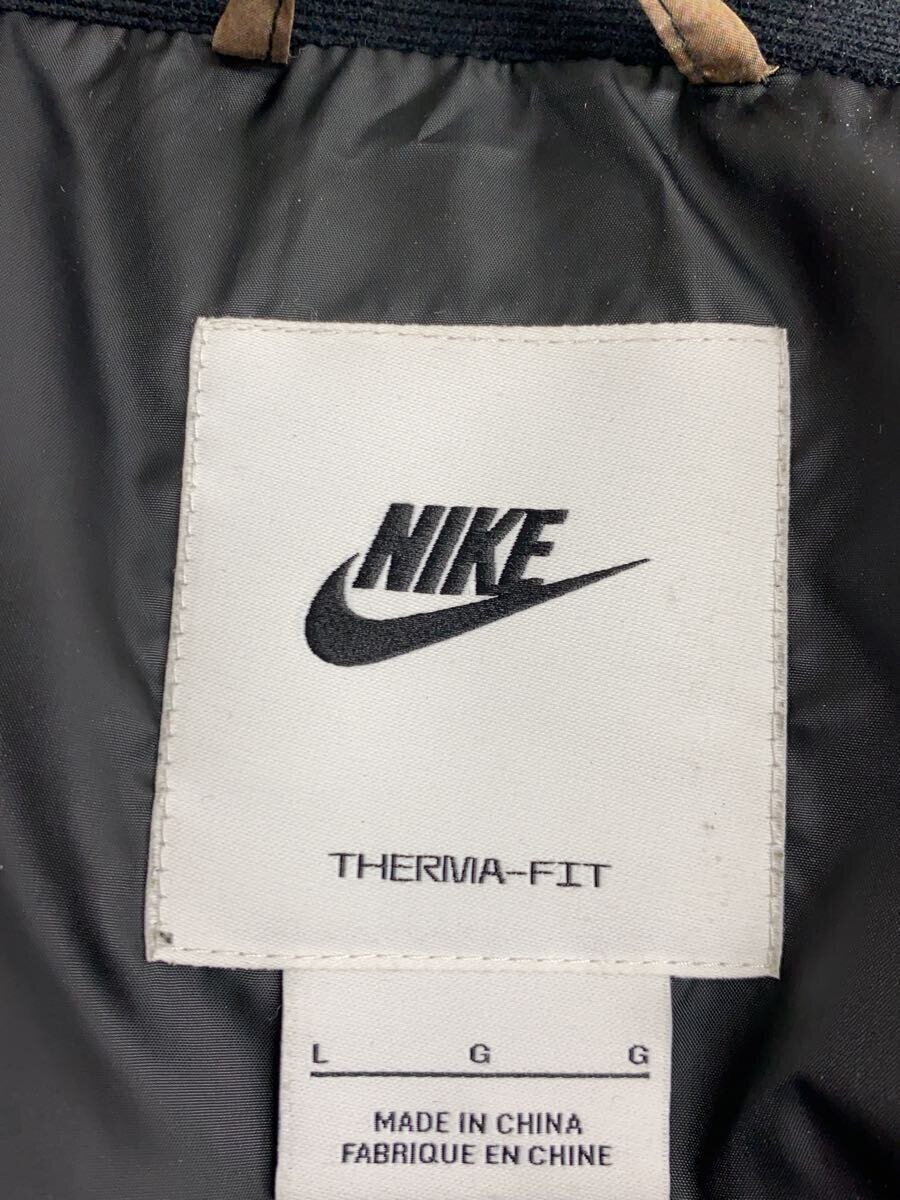 NIKE
THERMA-FIT
L G G
MADE IN CHINA
FABRIQUE EN CHINE